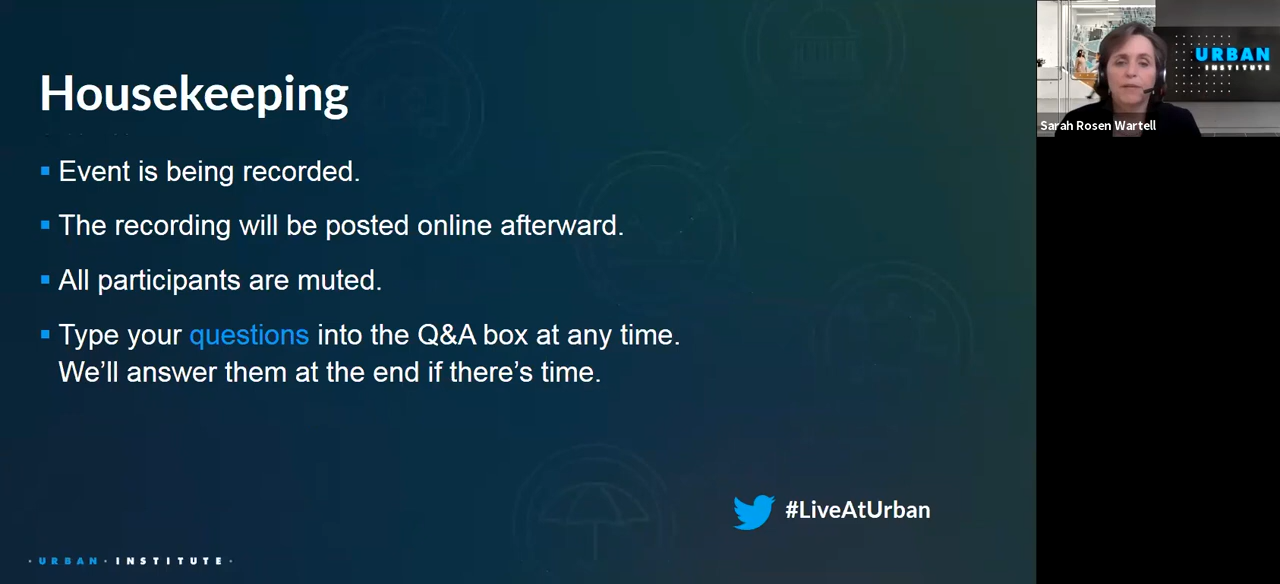 Housekeeping
Event is being recorded.
The recording will be posted online afterward.
All participants are muted.
Type your questions into the Q&A box at any time.
We’ll answer them at the end if there’s time.
#LiveAtUrban
· URBAN · INSTITUTE ·
URBAN
· INSTITUTE
Sarah Rosen Wartell